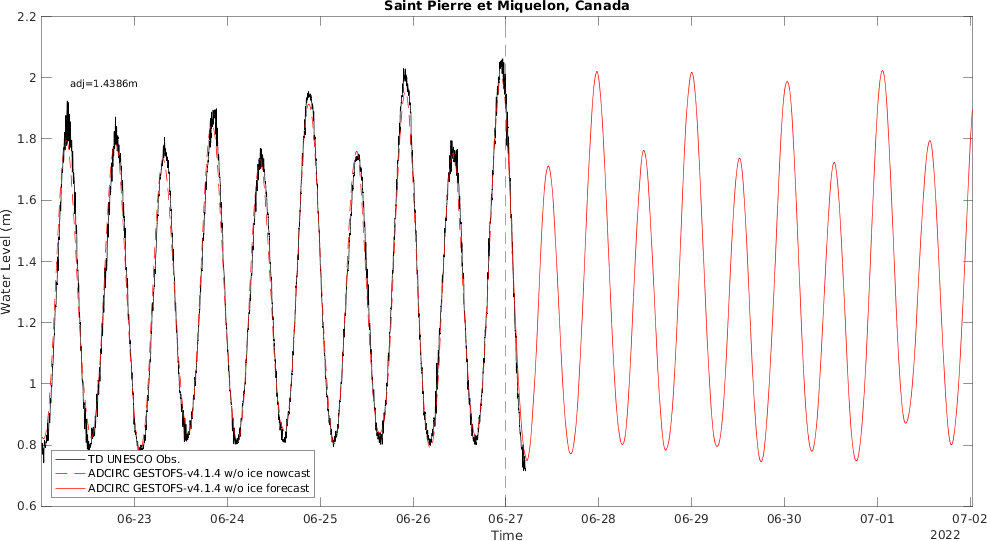 Saint Pierre et Miquelon, Canada
2.2
2
1.8
1.6
1.4
1.2
1
0.8
0.6
Water Level (m)
adj=1.4386m
TD UNESCO Obs.
ADCIRC GESTOFS-v4.1.4 w/o ice nowcast
ADCIRC GESTOFS-v4.1.4 w/o ice forecast
06-23 06-24 06-25 06-26 06-27 06-28 06-29 06-30 07-01 07-02
Time
2022